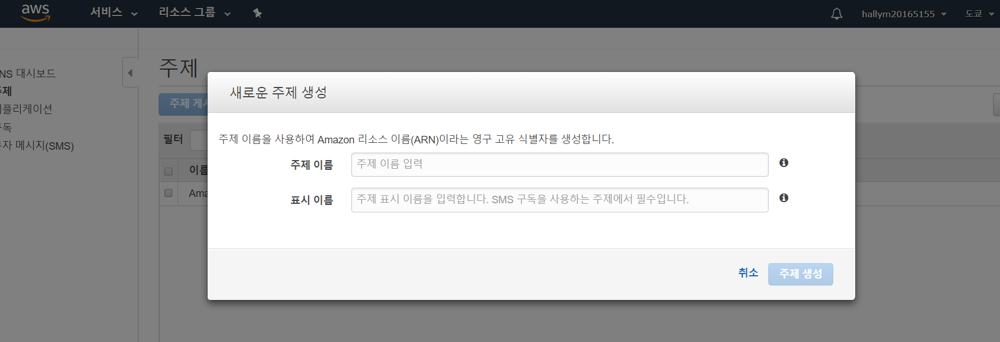 aws 서비스 리소스 그룹 hallym20165155 도쿄
NS 대시보드
주제
플리케이션
독
자 메시지(SMS)
주제
주제 게시
필터
이름
Ama
새로운 주제 생성
주제 이름을 사용하여 Amazon 리소스 이름(ARN)이라는 영구 고유 식별자를 생성합니다.
주제 이름 주제 이름 입력
표시 이름 주제 표시 이름을 입력합니다. SMS 구독을 사용하는 주제에서 필수입니다.
취소 주제 생성